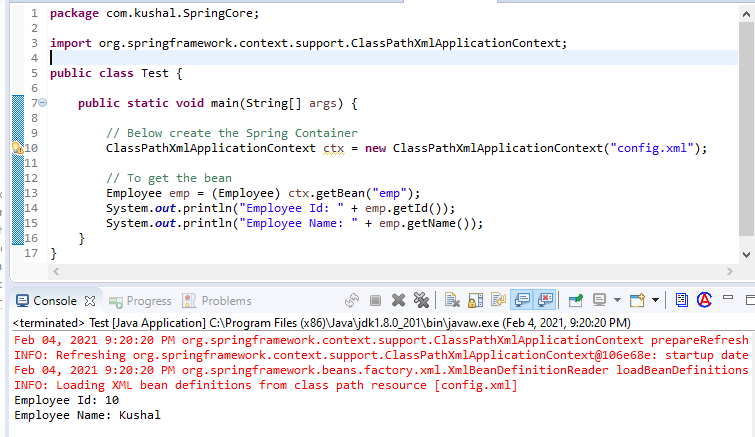 1 package com.kushal.SpringCore;
2
3 import org.springframework.context.support.ClassPathXmlApplicationContext;
4
5 public class Test {
6
7 public static void main(String[] args) {
8
9 // Below create the Spring Container
10 ClassPathXmlApplicationContext ctx = new ClassPathXmlApplicationContext("config.xml");
11
12 // To get the bean
13 Employee emp = (Employee) ctx.getBean("emp");
14 System.out.println("Employee Id: " + emp.getId());
15 System.out.println("Employee Name: " + emp.getName());
16 }
17 }
Console Progress Problems
<terminated> Test [Java Application] C:\Program Files (x86)\Java\jdk1.8.0_201\bin\javaw.exe (Feb 4, 2021, 9:20:20 PM)
Feb 04, 2021 9:20:20 PM org.springframework.context.support.ClassPathXmlApplicationContext prepareRefresh
INFO: Refreshing org.springframework.context.support.ClassPathXmlApplicationContext@106e68e: startup date
Feb 04, 2021 9:20:20 PM org.springframework.beans.factory.xml.XmlBeanDefinitionReader loadBeanDefinitions
INFO: Loading XML bean definitions from class path resource [config.xml]
Employee Id: 10
Employee Name: Kushal